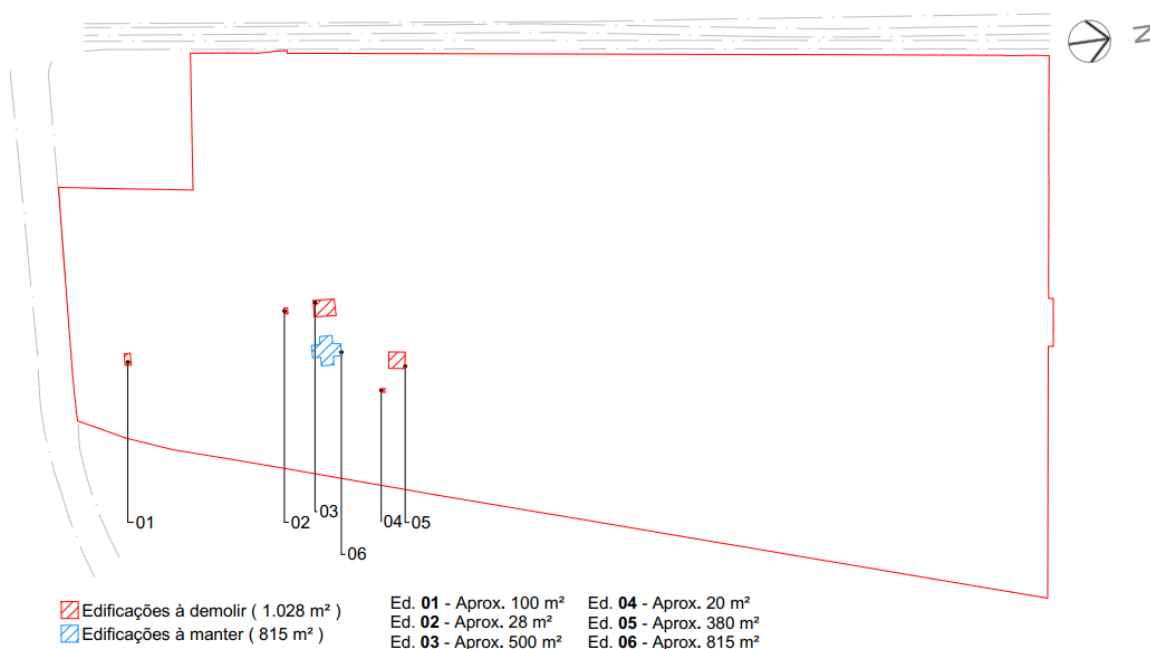 N
01
02
03
04
05
06
Edificações à demolir ( 1.028 m² )
Edificações à manter ( 815 m² )
Ed. 01 - Aprox. 100 m²
Ed. 02 - Aprox. 28 m²
Ed. 03 - Aprox. 500 m²
Ed. 04 - Aprox. 20 m²
Ed. 05 - Aprox. 380 m²
Ed. 06 - Aprox. 815 m²